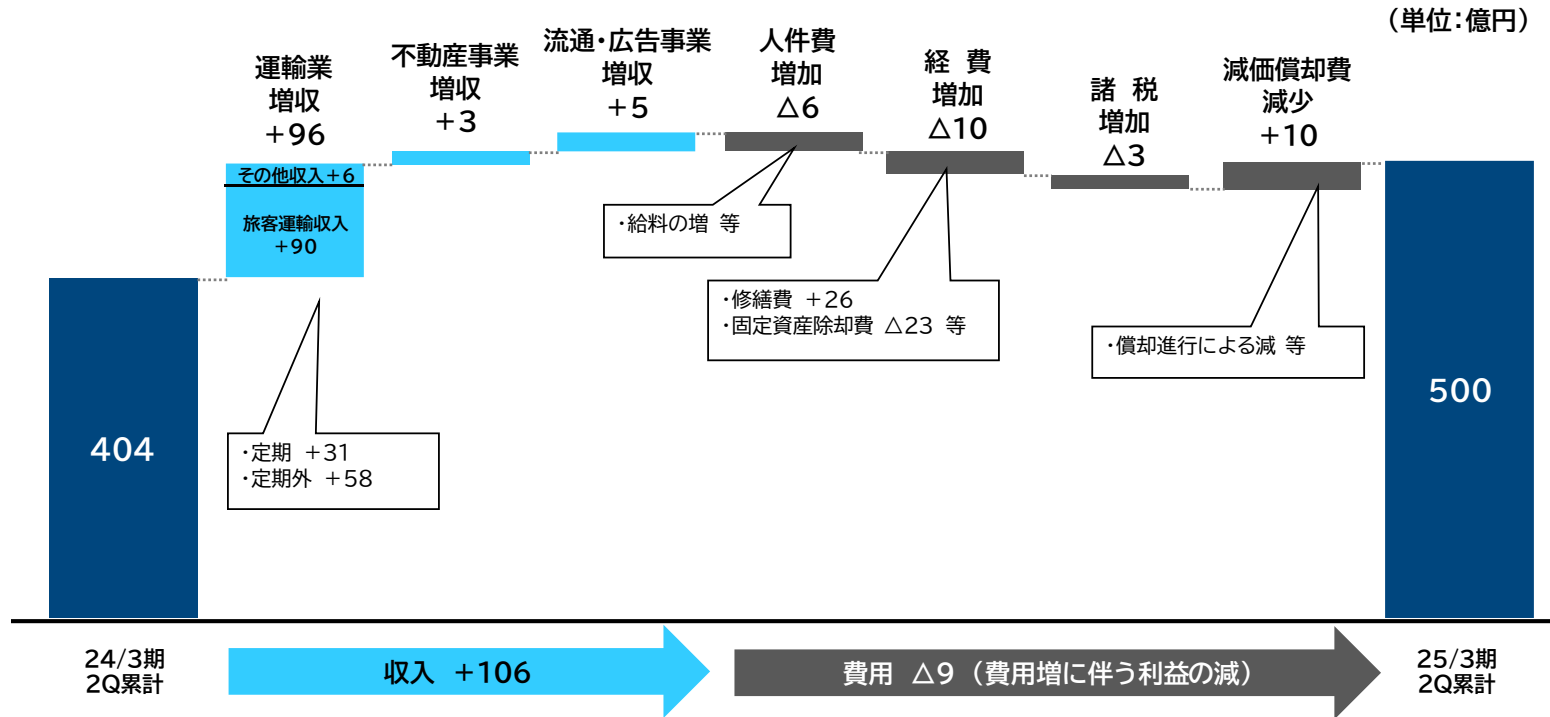 （単位：億円）
運輸業
増収
＋96
不動産事業
増収
＋3
流通・広告事業
増収
＋5
人件費
増加
△6
経 費
増加
△10
諸 税
増加
△3
減価償却費
減少
＋10
その他収入＋6
旅客運輸収入
＋90
・給料の増 等
・修繕費 ＋26
・固定資産除却費 △23 等
・償却進行による減 等
・定期 ＋31
・定期外 ＋58
404
500
24/3期
2Q累計
収入 ＋106
費用 △9（費用増に伴う利益の減）
25/3期
2Q累計